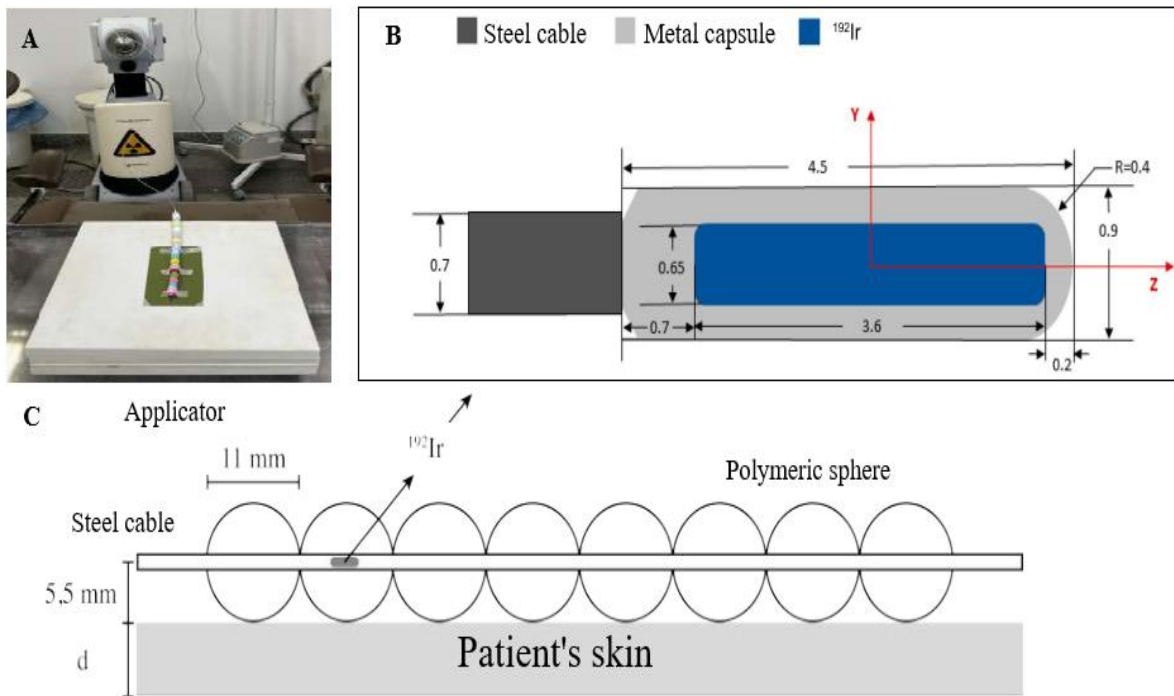 A
B
Steel cable
Metal capsule
¹⁹²Ir
Y
4.5
R=0.4
0.7
0.65
0.9
Z
0.7
3.6
0.2
C
Applicator
¹⁹²Ir
11 mm
Polymeric sphere
Steel cable
5,5 mm
d
Patient's skin